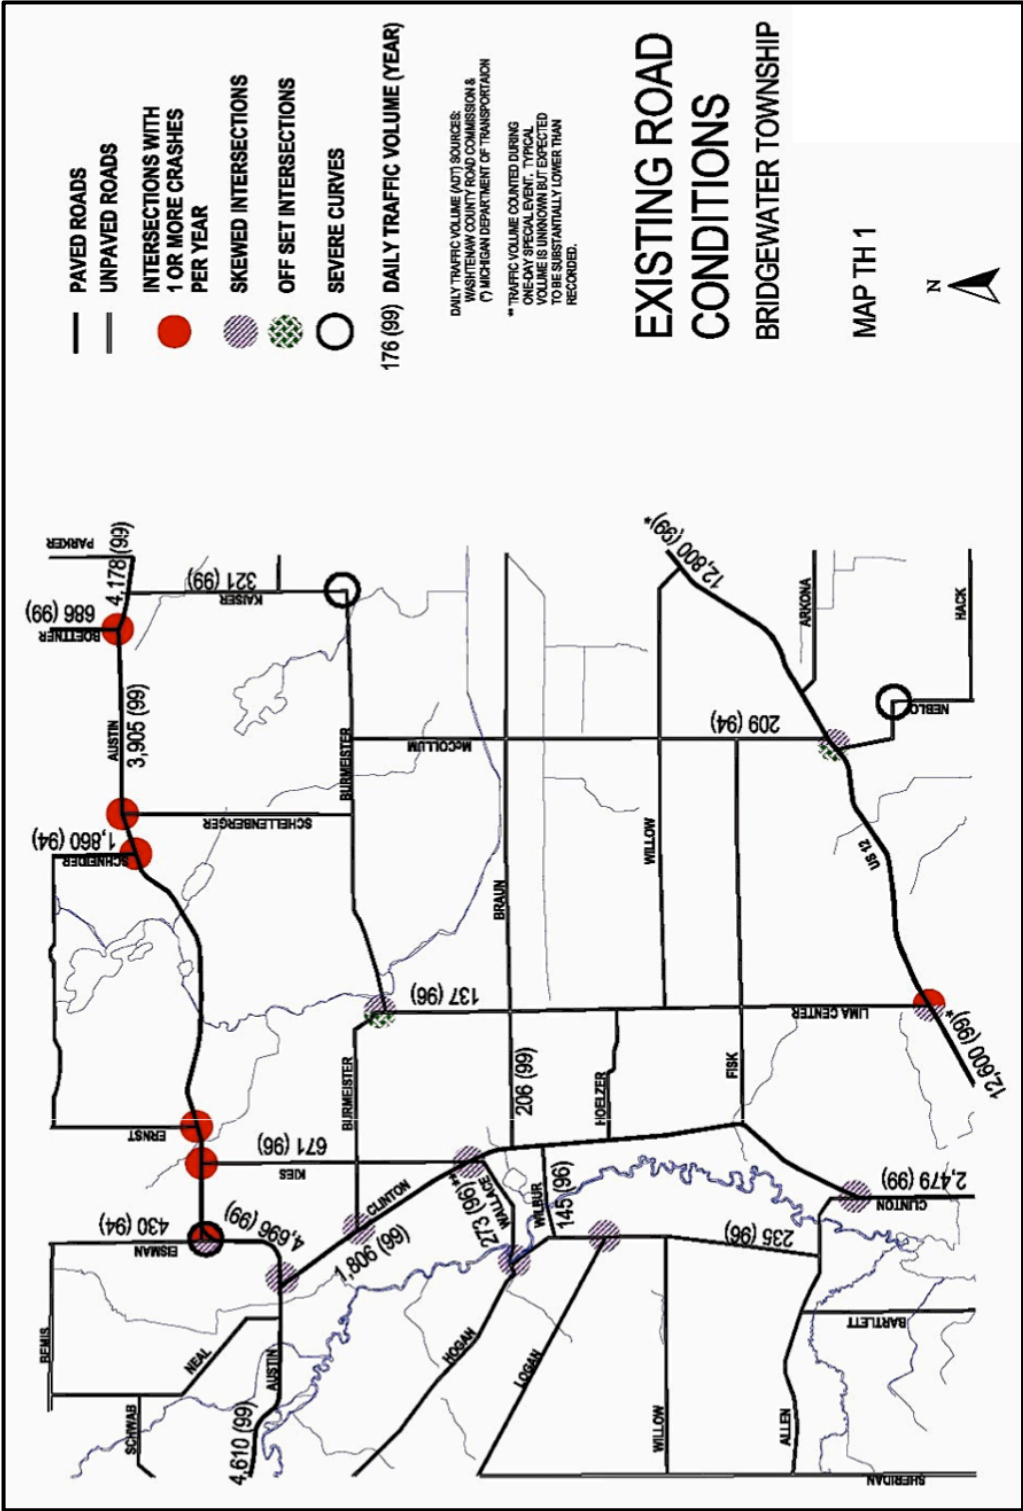 PAVED ROADS
UNPAVED ROADS
INTERSECTIONS WITH
1 OR MORE CRASHES
PER YEAR
SKEWED INTERSECTIONS
OFF SET INTERSECTIONS
SEVERE CURVES
176 (99) DAILY TRAFFIC VOLUME (YEAR)
DAILY TRAFFIC VOLUME (ADT) SOURCES:
WASHTENAW COUNTY ROAD COMMISSION &
(*) MICHIGAN DEPARTMENT OF TRANSPORTAION
** TRAFFIC VOLUME COUNTED DURING
ONE-DAY SPECIAL EVENT. TYPICAL
VOLUME IS UNKNOWN BUT EXPECTED
TO BE SUBSTANTIALLY LOWER THAN
RECORDED.
EXISTING ROAD
CONDITIONS
BRIDGEWATER TOWNSHIP
MAP TH 1
N
PARKER
4,178 (99)
686 (99)
BOETTNER
321 (99)
KAISER
AUSTIN
3,905 (99)
1,860 (94)
SCHNEIDER
SCHELLENBERGER
BURMEISTER
McCOLLUM
209 (94)
12,800 (99)*
ARKONA
HACK
NEBLO
WILLOW
US 12
BRAUN
137 (96)
LIMA CENTER
12,600 (99)*
ERNST
671 (96)
KIES
BURMEISTER
206 (99)
HOELZER
FISK
430 (94)
EISMAN
4,696 (99)
CLINTON
1,806 (99)
273 (96)**
WALLACE
WILBUR
145 (96)
235 (96)
2,479 (99)
CLINTON
BEMIS
NEAL
AUSTIN
SCHWAB
4,610 (99)
HOGAN
LOGAN
WILLOW
ALLEN
BARTLETT
SHERIDAN